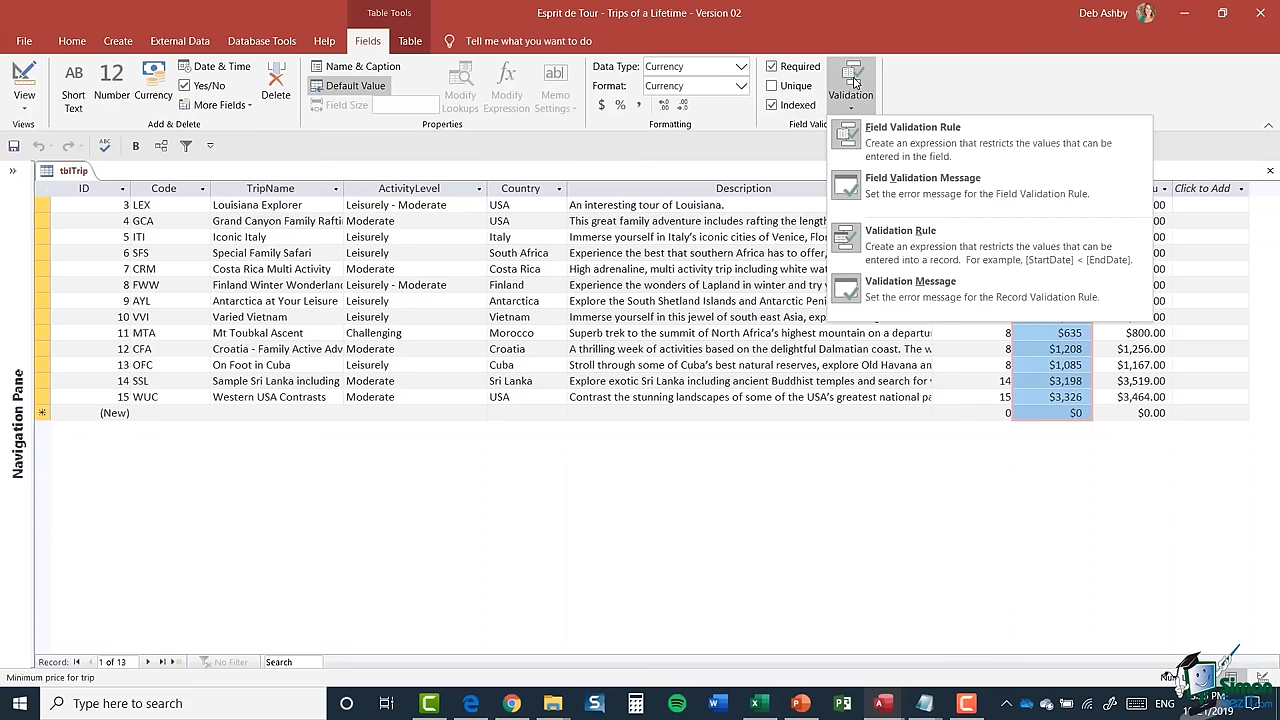 Table Tools
Esprit de Tour - Trips of a Lifetime - Version 02
Deb Ashby
File
Home
Create
External Data
Database Tools
Help
Fields
Table
Tell me what you want to do
View
Views
AB
Short
Text
12
Number
Currency
Date & Time
Yes/No
More Fields
Delete
Add & Delete
Name & Caption
Default Value
Field Size
Modify
Lookups
fx
Modify
Expression
ab
Memo
Settings
Properties
Data Type: Currency
Format: Currency
$ % ,
Formatting
Required
Unique
Indexed
Validation
Field Vali
Field Validation Rule
Create an expression that restricts the values that can be
entered in the field.
Field Validation Message
Set the error message for the Field Validation Rule.
Validation Rule
Create an expression that restricts the values that can be
entered into a record. For example, [StartDate] < [EndDate].
Validation Message
Set the error message for the Record Validation Rule.
tblTrip
ID Code TripName ActivityLevel Country Description Click to Add
3 LEX Louisiana Explorer Leisurely - Moderate USA An interesting tour of Louisiana.
4 GCA Grand Canyon Family Rafti Moderate USA This great family adventure includes rafting the length
5 ITI Iconic Italy Leisurely Italy Immerse yourself in Italy's iconic cities of Venice, Flor
6 SFS Special Family Safari Leisurely South Africa Experience the best that southern Africa has to offer,
7 CRM Costa Rica Multi Activity Moderate Costa Rica High adrenaline, multi activity trip including white wat
8 FWW Finland Winter Wonderlan Leisurely - Moderate Finland Experience the wonders of Lapland in winter and try
9 AYL Antarctica at Your Leisure Leisurely Antarctica Explore the South Shetland Islands and Antarctic Peni
10 VVI Varied Vietnam Leisurely Vietnam Immerse yourself in this jewel of south east Asia, exp
11 MTA Mt Toubkal Ascent Challenging Morocco Superb trek to the summit of North Africa's highest mountain on a departu 8 $635 $800.00
12 CFA Croatia - Family Active Adv Moderate Croatia A thrilling week of activities based on the delightful Dalmatian coast. The w 8 $1,208 $1,256.00
13 OFC On Foot in Cuba Leisurely Cuba Stroll through some of Cuba's best natural reserves, explore Old Havana an 8 $1,085 $1,167.00
14 SSL Sample Sri Lanka including Moderate Sri Lanka Explore exotic Sri Lanka including ancient Buddhist temples and search for 14 $3,198 $3,519.00
15 WUC Western USA Contrasts Moderate USA Contrast the stunning landscapes of some of the USA's greatest national pa 15 $3,326 $3,464.00
(New) 0 $0 $0.00
Navigation Pane
Record: 1 of 13 No Filter Search
Minimum price for trip
Type here to search